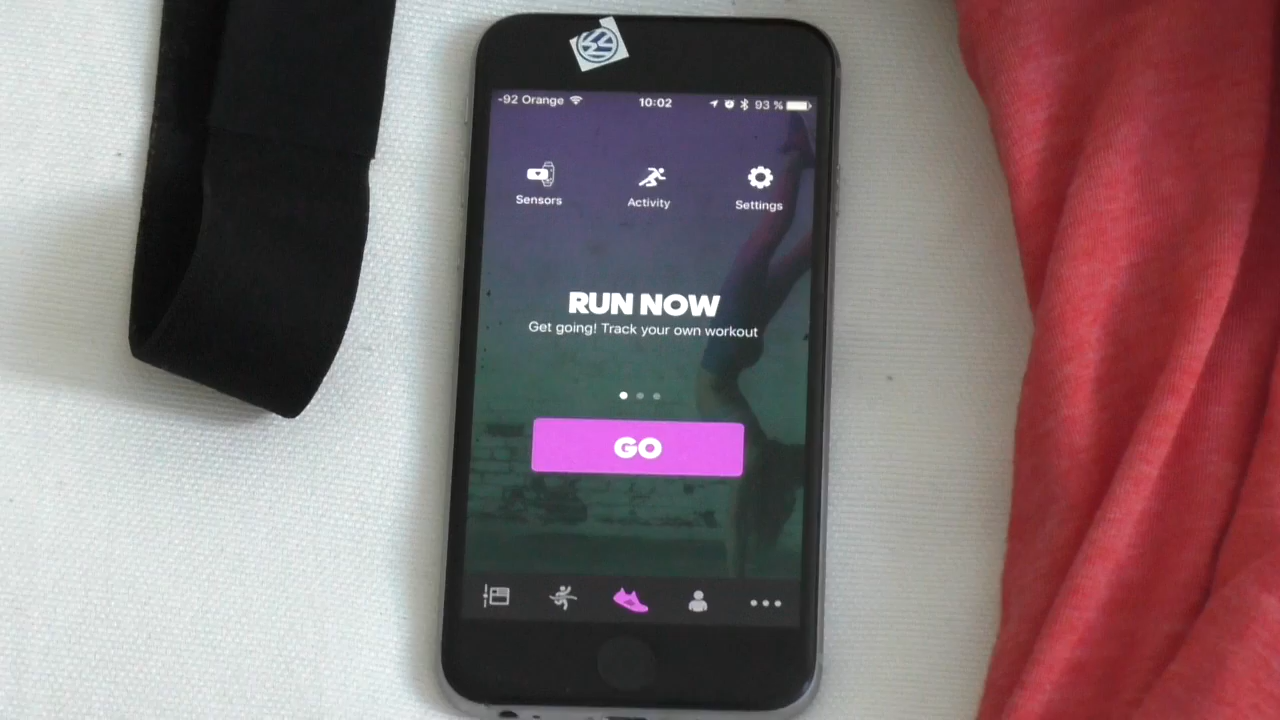 -92 Orange 10:02 93 %
Sensors Activity Settings
RUN NOW
Get going! Track your own workout
GO